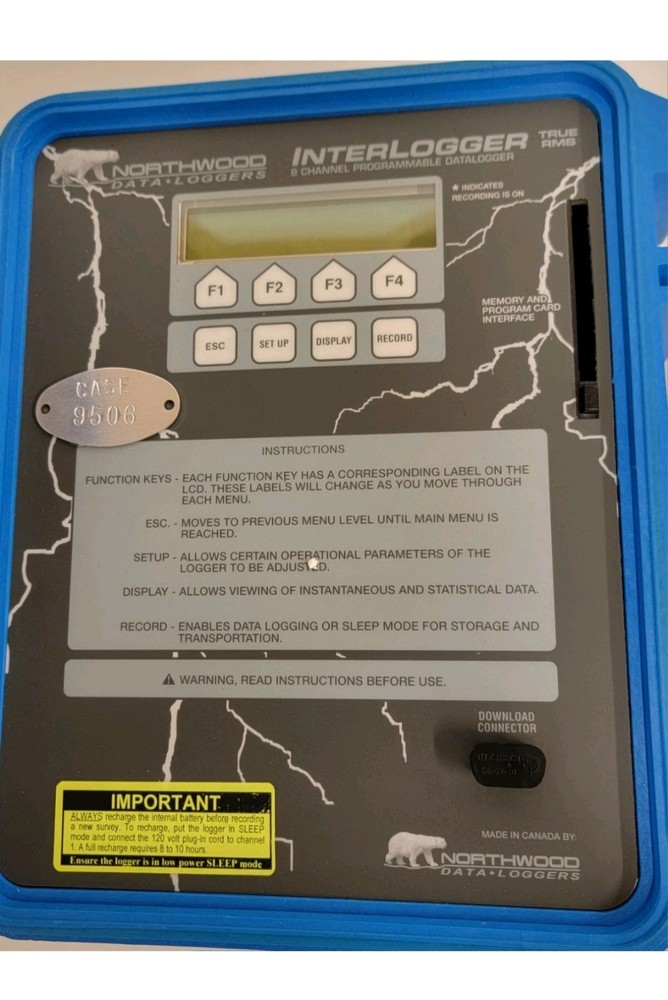 NORTHWOOD
DATA•LOGGERS
INTERLOGGER
8 CHANNEL PROGRAMMABLE DATALOGGER
TRUE
RMS
* INDICATES
RECORDING IS ON
F1 F2 F3 F4
MEMORY AND
PROGRAM CARD
INTERFACE
ESC SET UP DISPLAY RECORD
CASE
9506
INSTRUCTIONS
FUNCTION KEYS - EACH FUNCTION KEY HAS A CORRESPONDING LABEL ON THE
LCD. THESE LABELS WILL CHANGE AS YOU MOVE THROUGH
EACH MENU.
ESC. - MOVES TO PREVIOUS MENU LEVEL UNTIL MAIN MENU IS
REACHED.
SETUP - ALLOWS CERTAIN OPERATIONAL PARAMETERS OF THE
LOGGER TO BE ADJUSTED.
DISPLAY - ALLOWS VIEWING OF INSTANTANEOUS AND STATISTICAL DATA.
RECORD - ENABLES DATA LOGGING OR SLEEP MODE FOR STORAGE AND
TRANSPORTATION.
WARNING, READ INSTRUCTIONS BEFORE USE.
DOWNLOAD
CONNECTOR
IMPORTANT
ALWAYS recharge the internal battery before recording
a new survey. To recharge, put the logger in SLEEP
mode and connect the 120 volt plug-in cord to channel
1. A full recharge requires 8 to 10 hours.
Ensure the logger is in low power SLEEP mode
MADE IN CANADA BY:
NORTHWOOD
DATA•LOGGERS